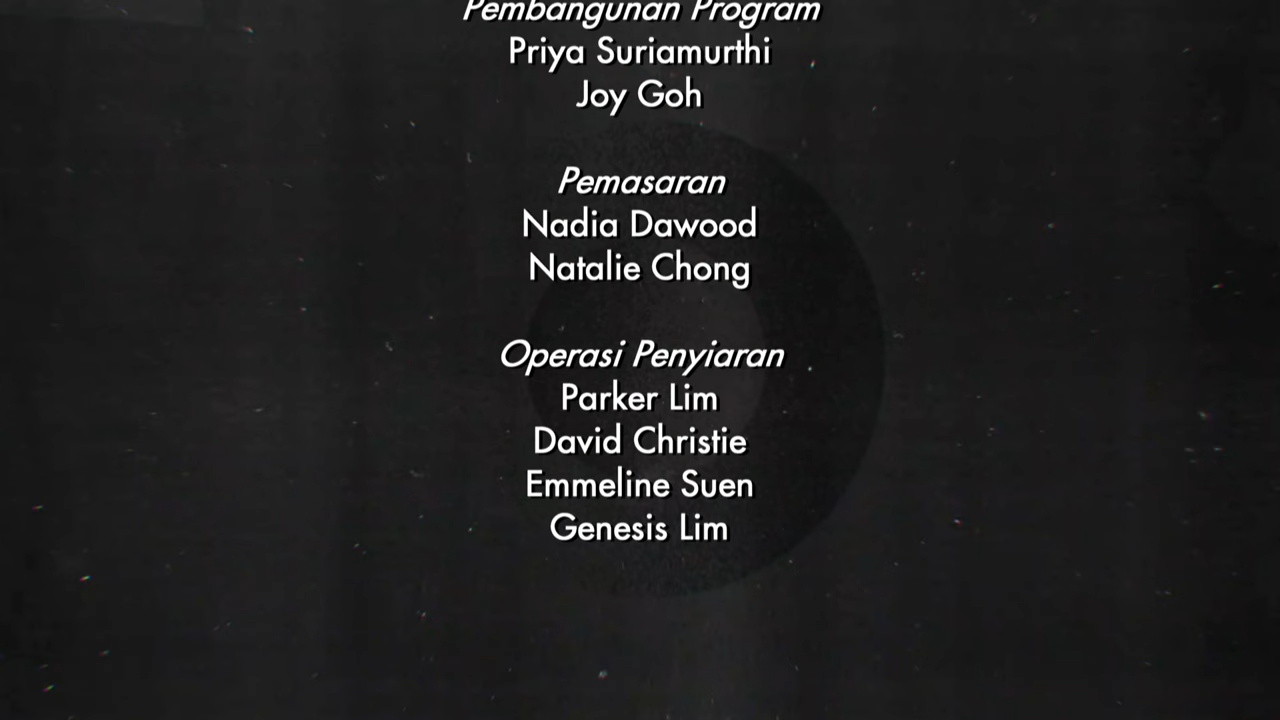 Pembangunan Program
Priya Suriamurthi
Joy Goh
Pemasaran
Nadia Dawood
Natalie Chong
Operasi Penyiaran
Parker Lim
David Christie
Emmeline Suen
Genesis Lim